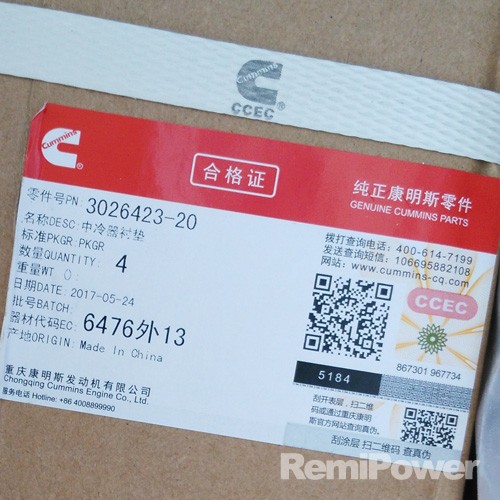 Cummins
CCEC®
Cummins
合格证
纯正康明斯零件
GENUINE CUMMINS PARTS
零件号PN: 3026423-20
名称DESC: 中冷器衬垫
标准PKGR: PKGR
数量QUANTITY: 4
重量WT 0:
日期DATE: 2017-05-24
批号BATCH:
器材代码EC: 6476外13
产地ORIGIN: Made In China
重庆康明斯发动机有限公司
Chongqing Cummins Engine Co., Ltd.
服务电话 Hotline: +86 4008899990
拨打查询电话: 400-614-7199
发送查询短信: 106695882108
网站: www.cummins-cq.com
CCEC
867301 967734
5184
刮开表层,扫二维
码或通过重庆康明
斯官方网站查询真伪。
刮涂层 扫二维码 查真伪
RemiPower